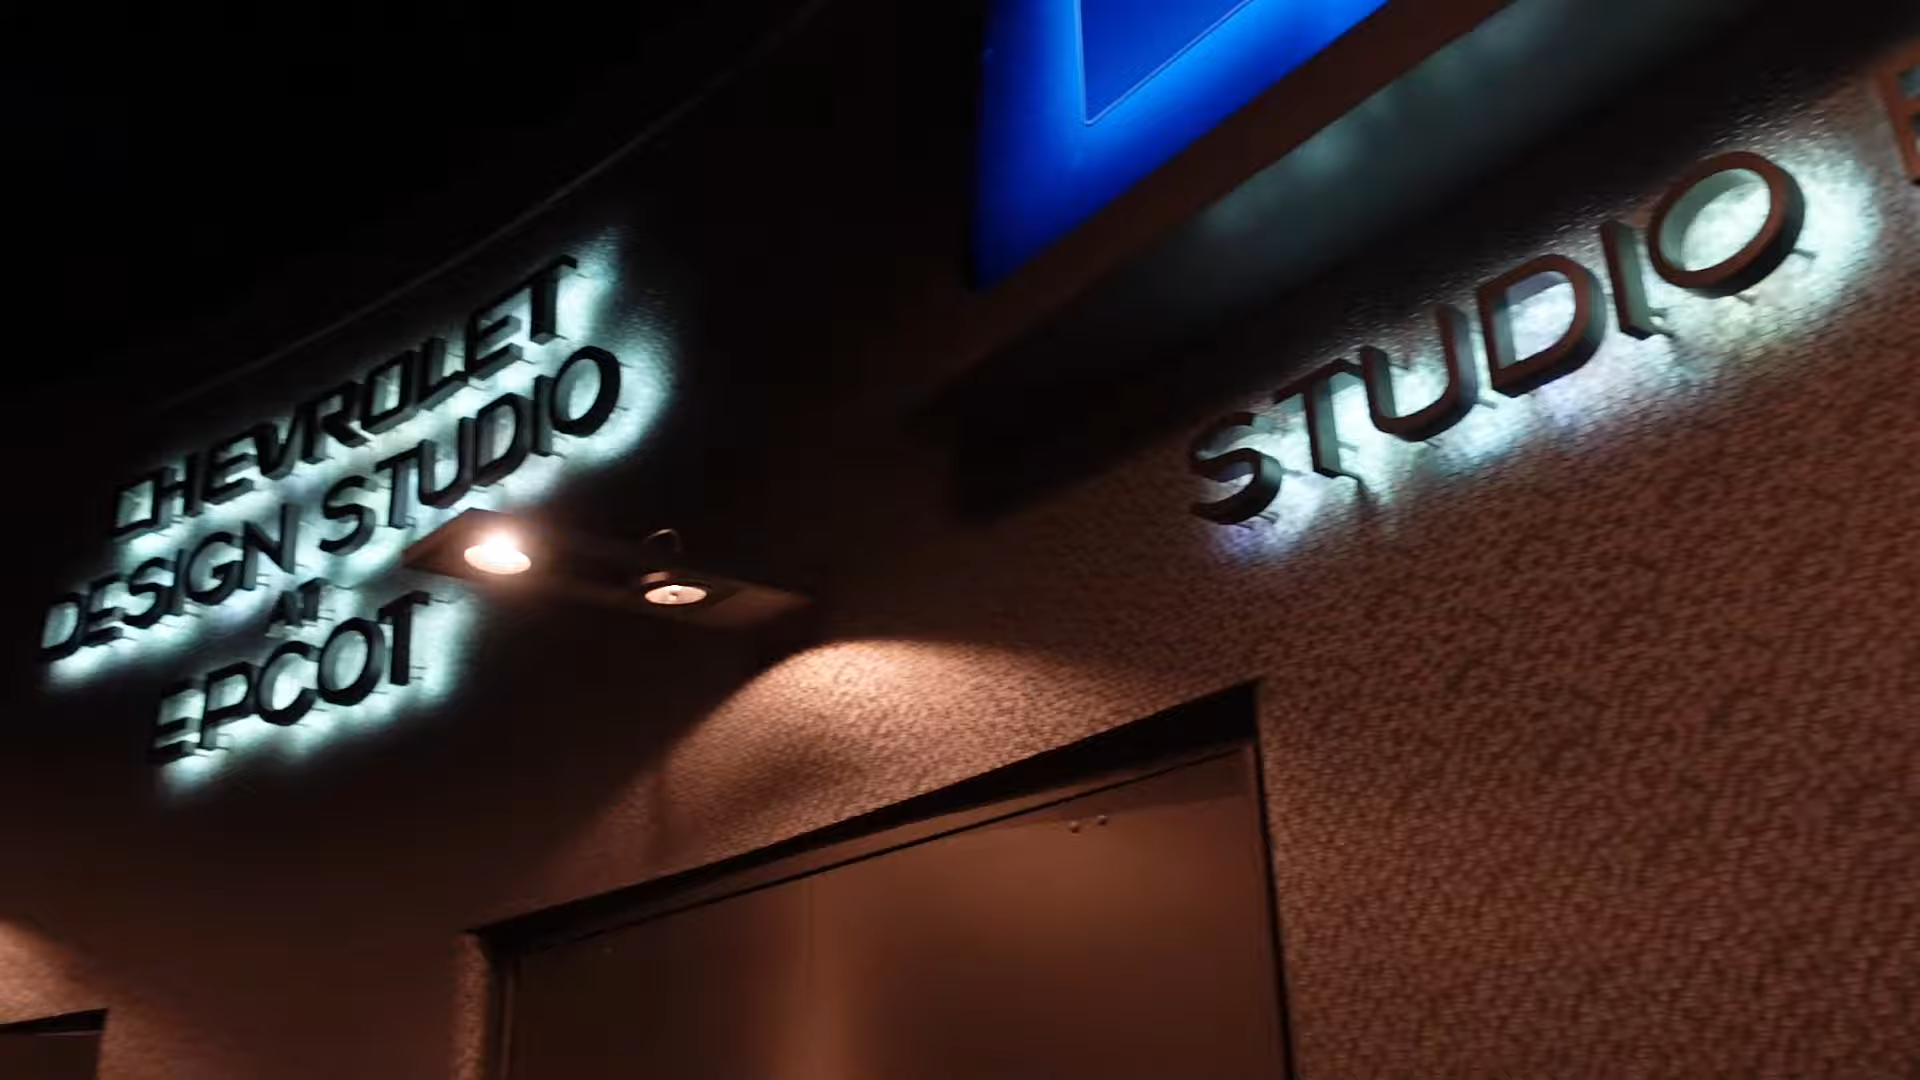 CHEVROLET
DESIGN STUDIO
AT
EPCOT
STUDIO